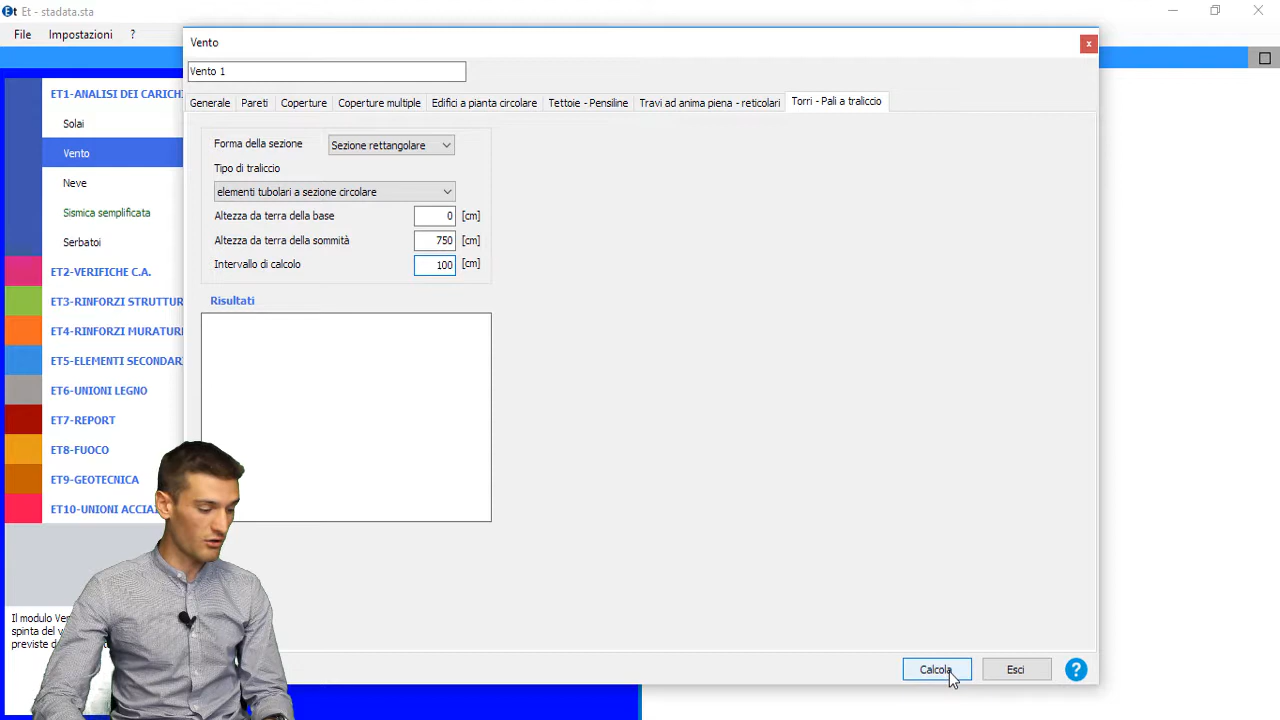 Et Et - stadata.sta
File Impostazioni ?
Vento
x
Vento 1
Generale Pareti Coperture Coperture multiple Edifici a pianta circolare Tettoie - Pensiline Travi ad anima piena - reticolari Torri - Pali a traliccio
ET1-ANALISI DEI CARICH
Solai
Vento
Neve
Sismica semplificata
Serbatoi
ET2-VERIFICHE C.A.
ET3-RINFORZI STRUTTUR
ET4-RINFORZI MURATURE
ET5-ELEMENTI SECONDAR
ET6-UNIONI LEGNO
ET7-REPORT
ET8-FUOCO
ET9-GEOTECNICA
ET10-UNIONI ACCIAI
Il modulo Ven
spinta del v
previste d
Forma della sezione Sezione rettangolare
Tipo di traliccio
elementi tubolari a sezione circolare
Altezza da terra della base 0 [cm]
Altezza da terra della sommità 750 [cm]
Intervallo di calcolo 100 [cm]
Risultati
Calcola Esci ?